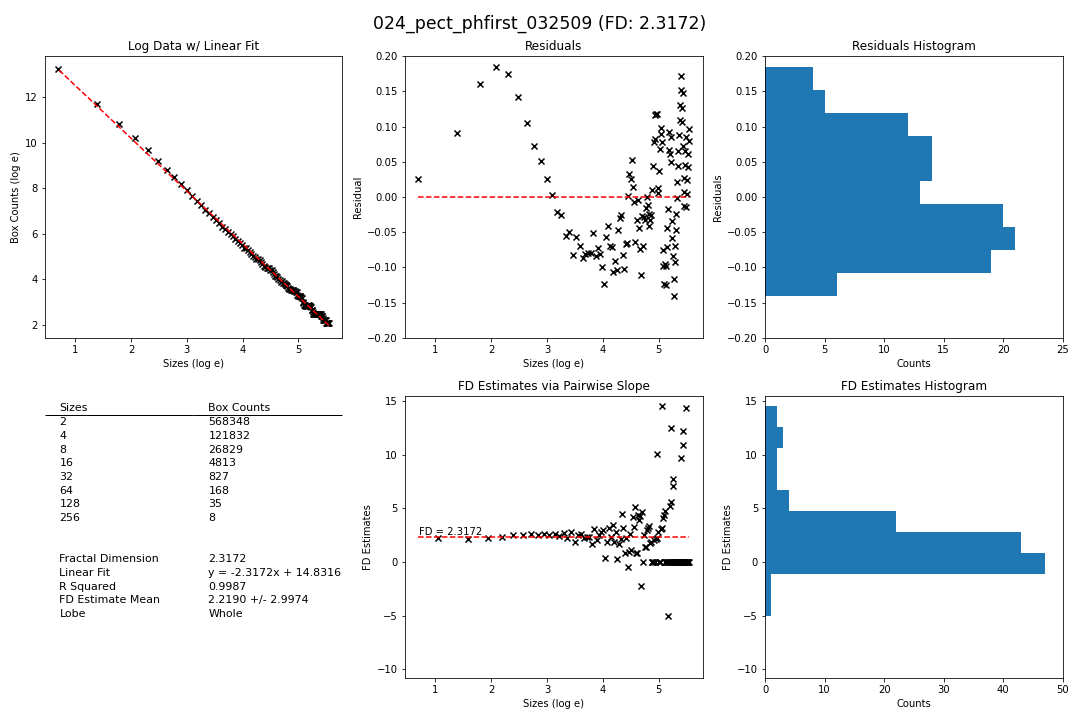 024_pect_phfirst_032509 (FD: 2.3172)
Log Data w/ Linear Fit
Box Counts (log e)
12
10
8
6
4
2
1 2 3 4 5
Sizes (log e)
Residuals
Residual
0.20
0.15
0.10
0.05
0.00
−0.05
−0.10
−0.15
−0.20
1 2 3 4 5
Sizes (log e)
Residuals Histogram
Residuals
0.20
0.15
0.10
0.05
0.00
−0.05
−0.10
−0.15
−0.20
0 5 10 15 20 25
Counts
Sizes Box Counts
2 568348
4 121832
8 26829
16 4813
32 827
64 168
128 35
256 8
Fractal Dimension 2.3172
Linear Fit y = -2.3172x + 14.8316
R Squared 0.9987
FD Estimate Mean 2.2190 +/- 2.9974
Lobe Whole
FD Estimates via Pairwise Slope
FD Estimates
15
10
5
0
−5
−10
FD = 2.3172
1 2 3 4 5
Sizes (log e)
FD Estimates Histogram
FD Estimates
15
10
5
0
−5
−10
0 10 20 30 40 50
Counts